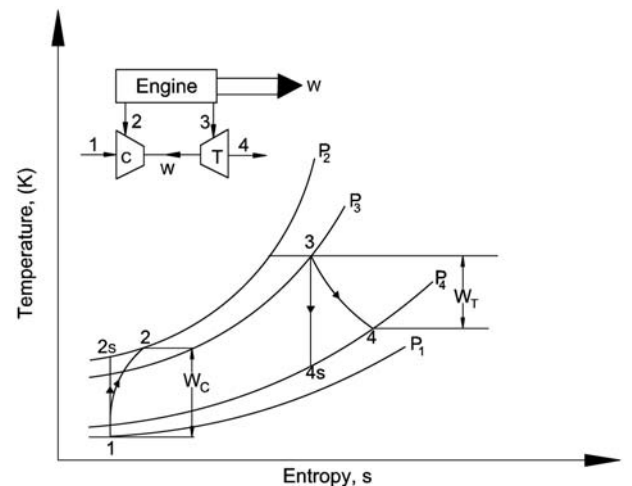 Engine
w
2
3
1
4
C
T
w
P2
P3
3
P4
WT
2s
2
4
P1
WC
4s
1
Temperature, (K)
Entropy, s